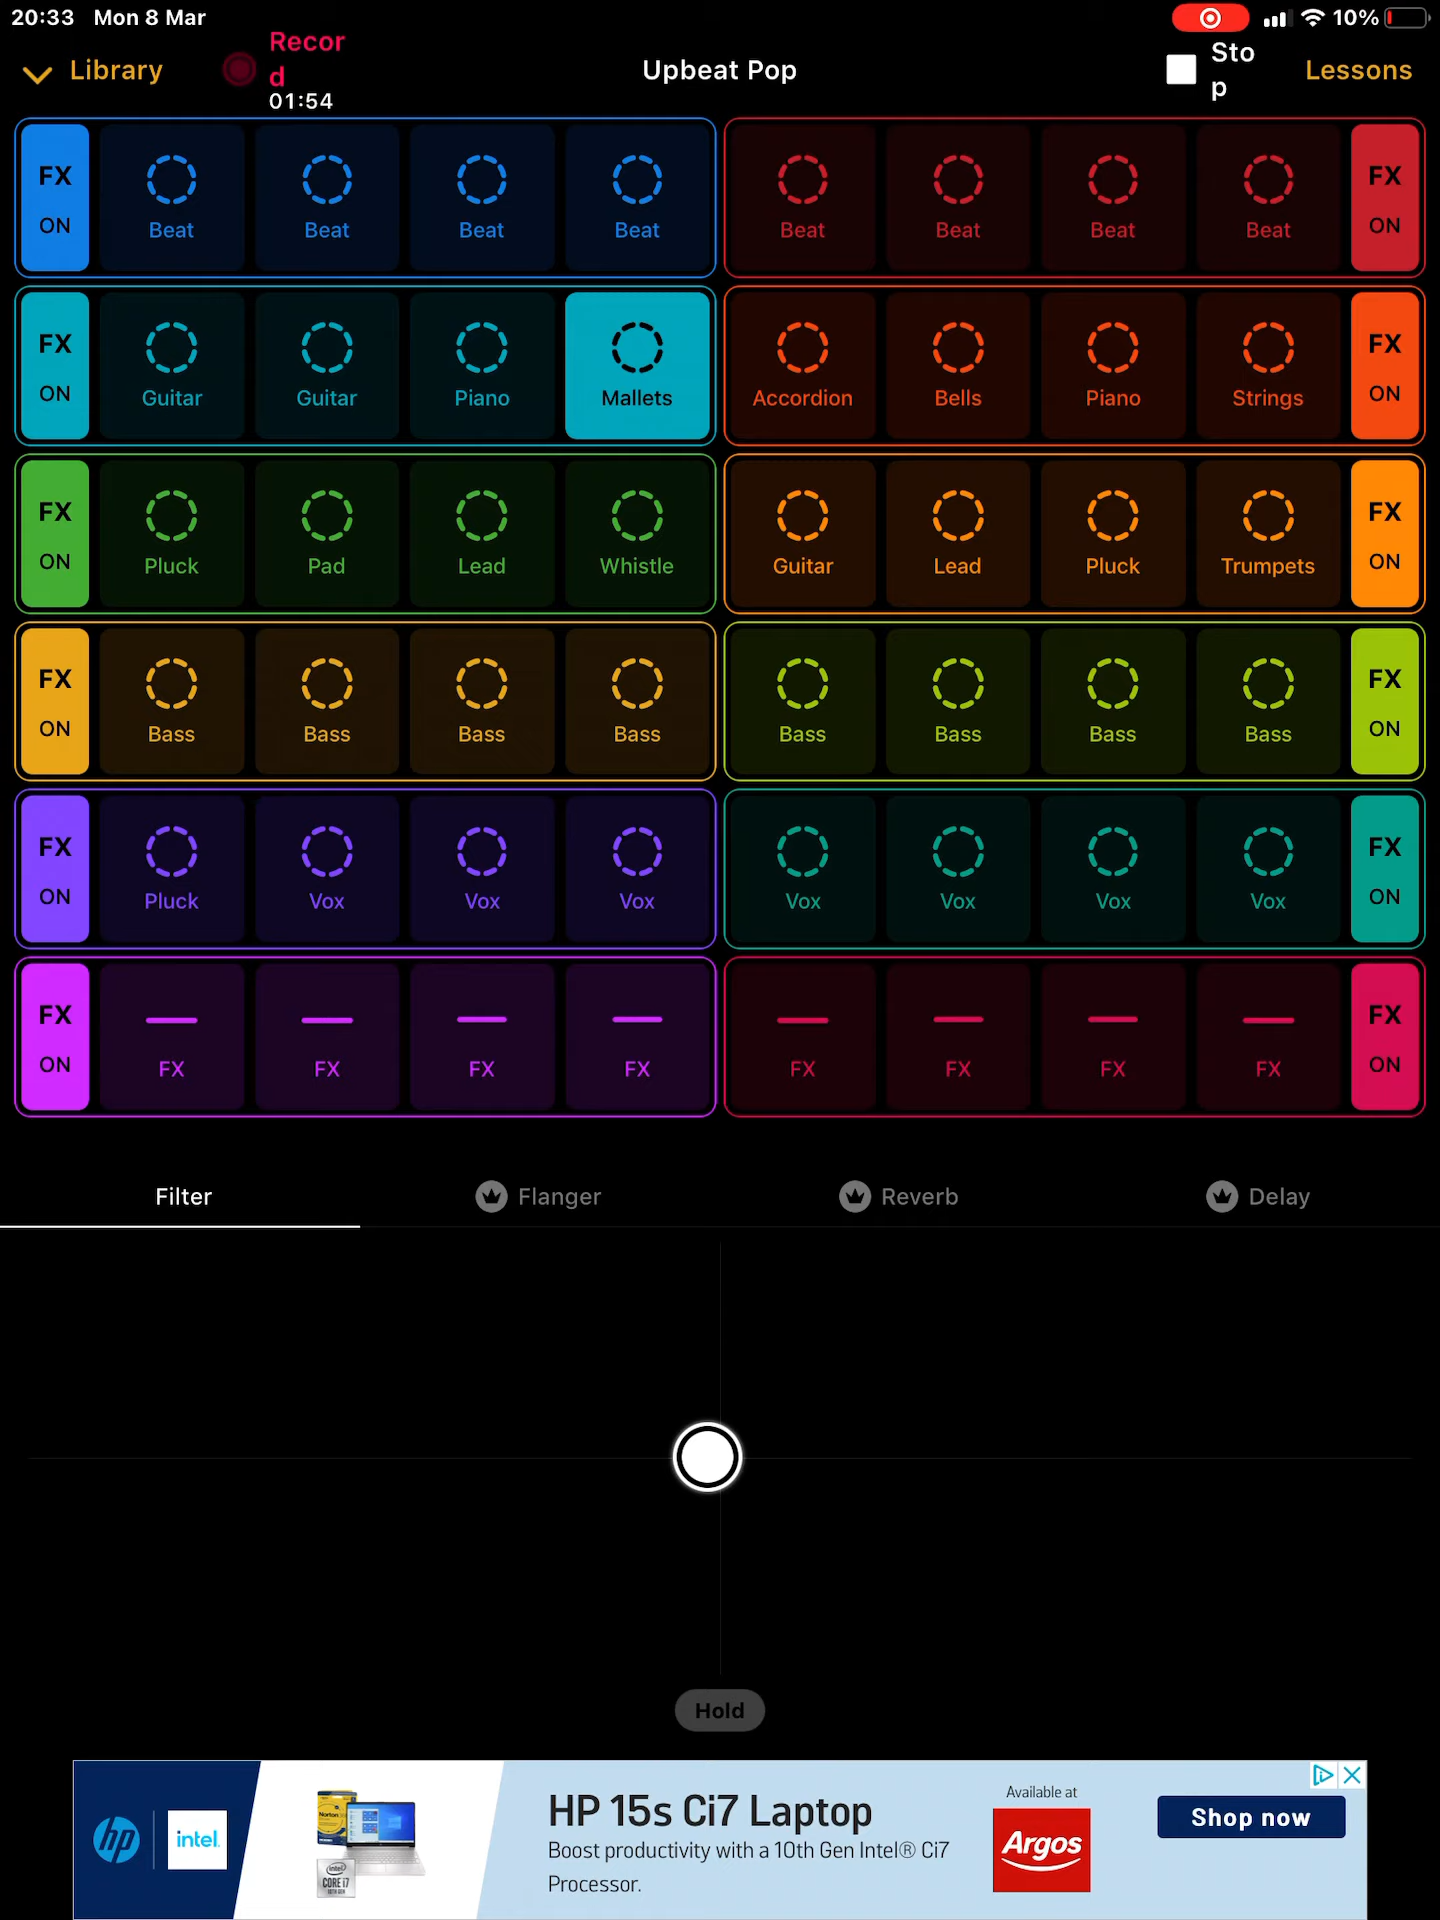 20:33 Mon 8 Mar 10%
Library Recor
d
01:54 Upbeat Pop Sto
p Lessons
FX Beat Beat Beat Beat Beat Beat Beat Beat FX
ON ON
FX Guitar Guitar Piano Mallets Accordion Bells Piano Strings FX
ON ON
FX Pluck Pad Lead Whistle Guitar Lead Pluck Trumpets FX
ON ON
FX Bass Bass Bass Bass Bass Bass Bass Bass FX
ON ON
FX Pluck Vox Vox Vox Vox Vox Vox Vox FX
ON ON
FX FX FX FX FX FX FX FX FX FX
ON ON
Filter Flanger Reverb Delay
Hold
hp intel
Norton
intel
CORE i7
HP 15s Ci7 Laptop
Boost productivity with a 10th Gen Intel® Ci7
Processor.
Available at
Argos
Shop now